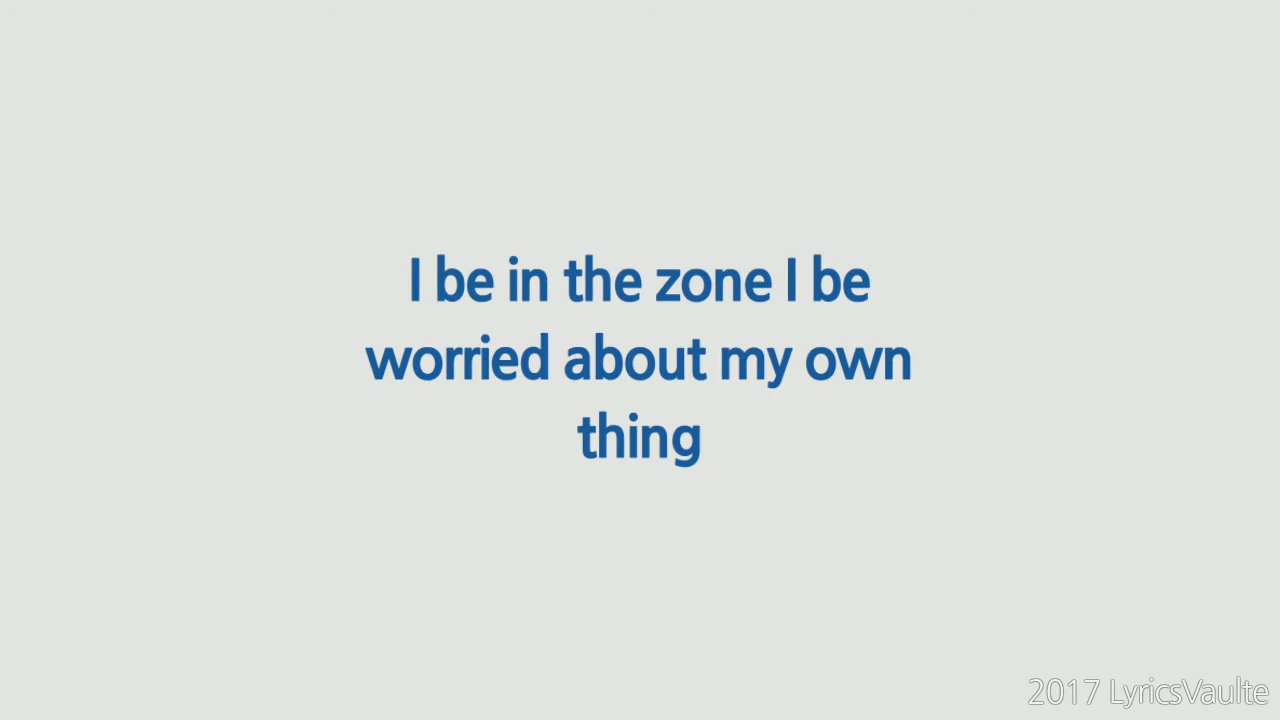 I be in the zone I be
worried about my own
thing
2017 LyricsVaulte